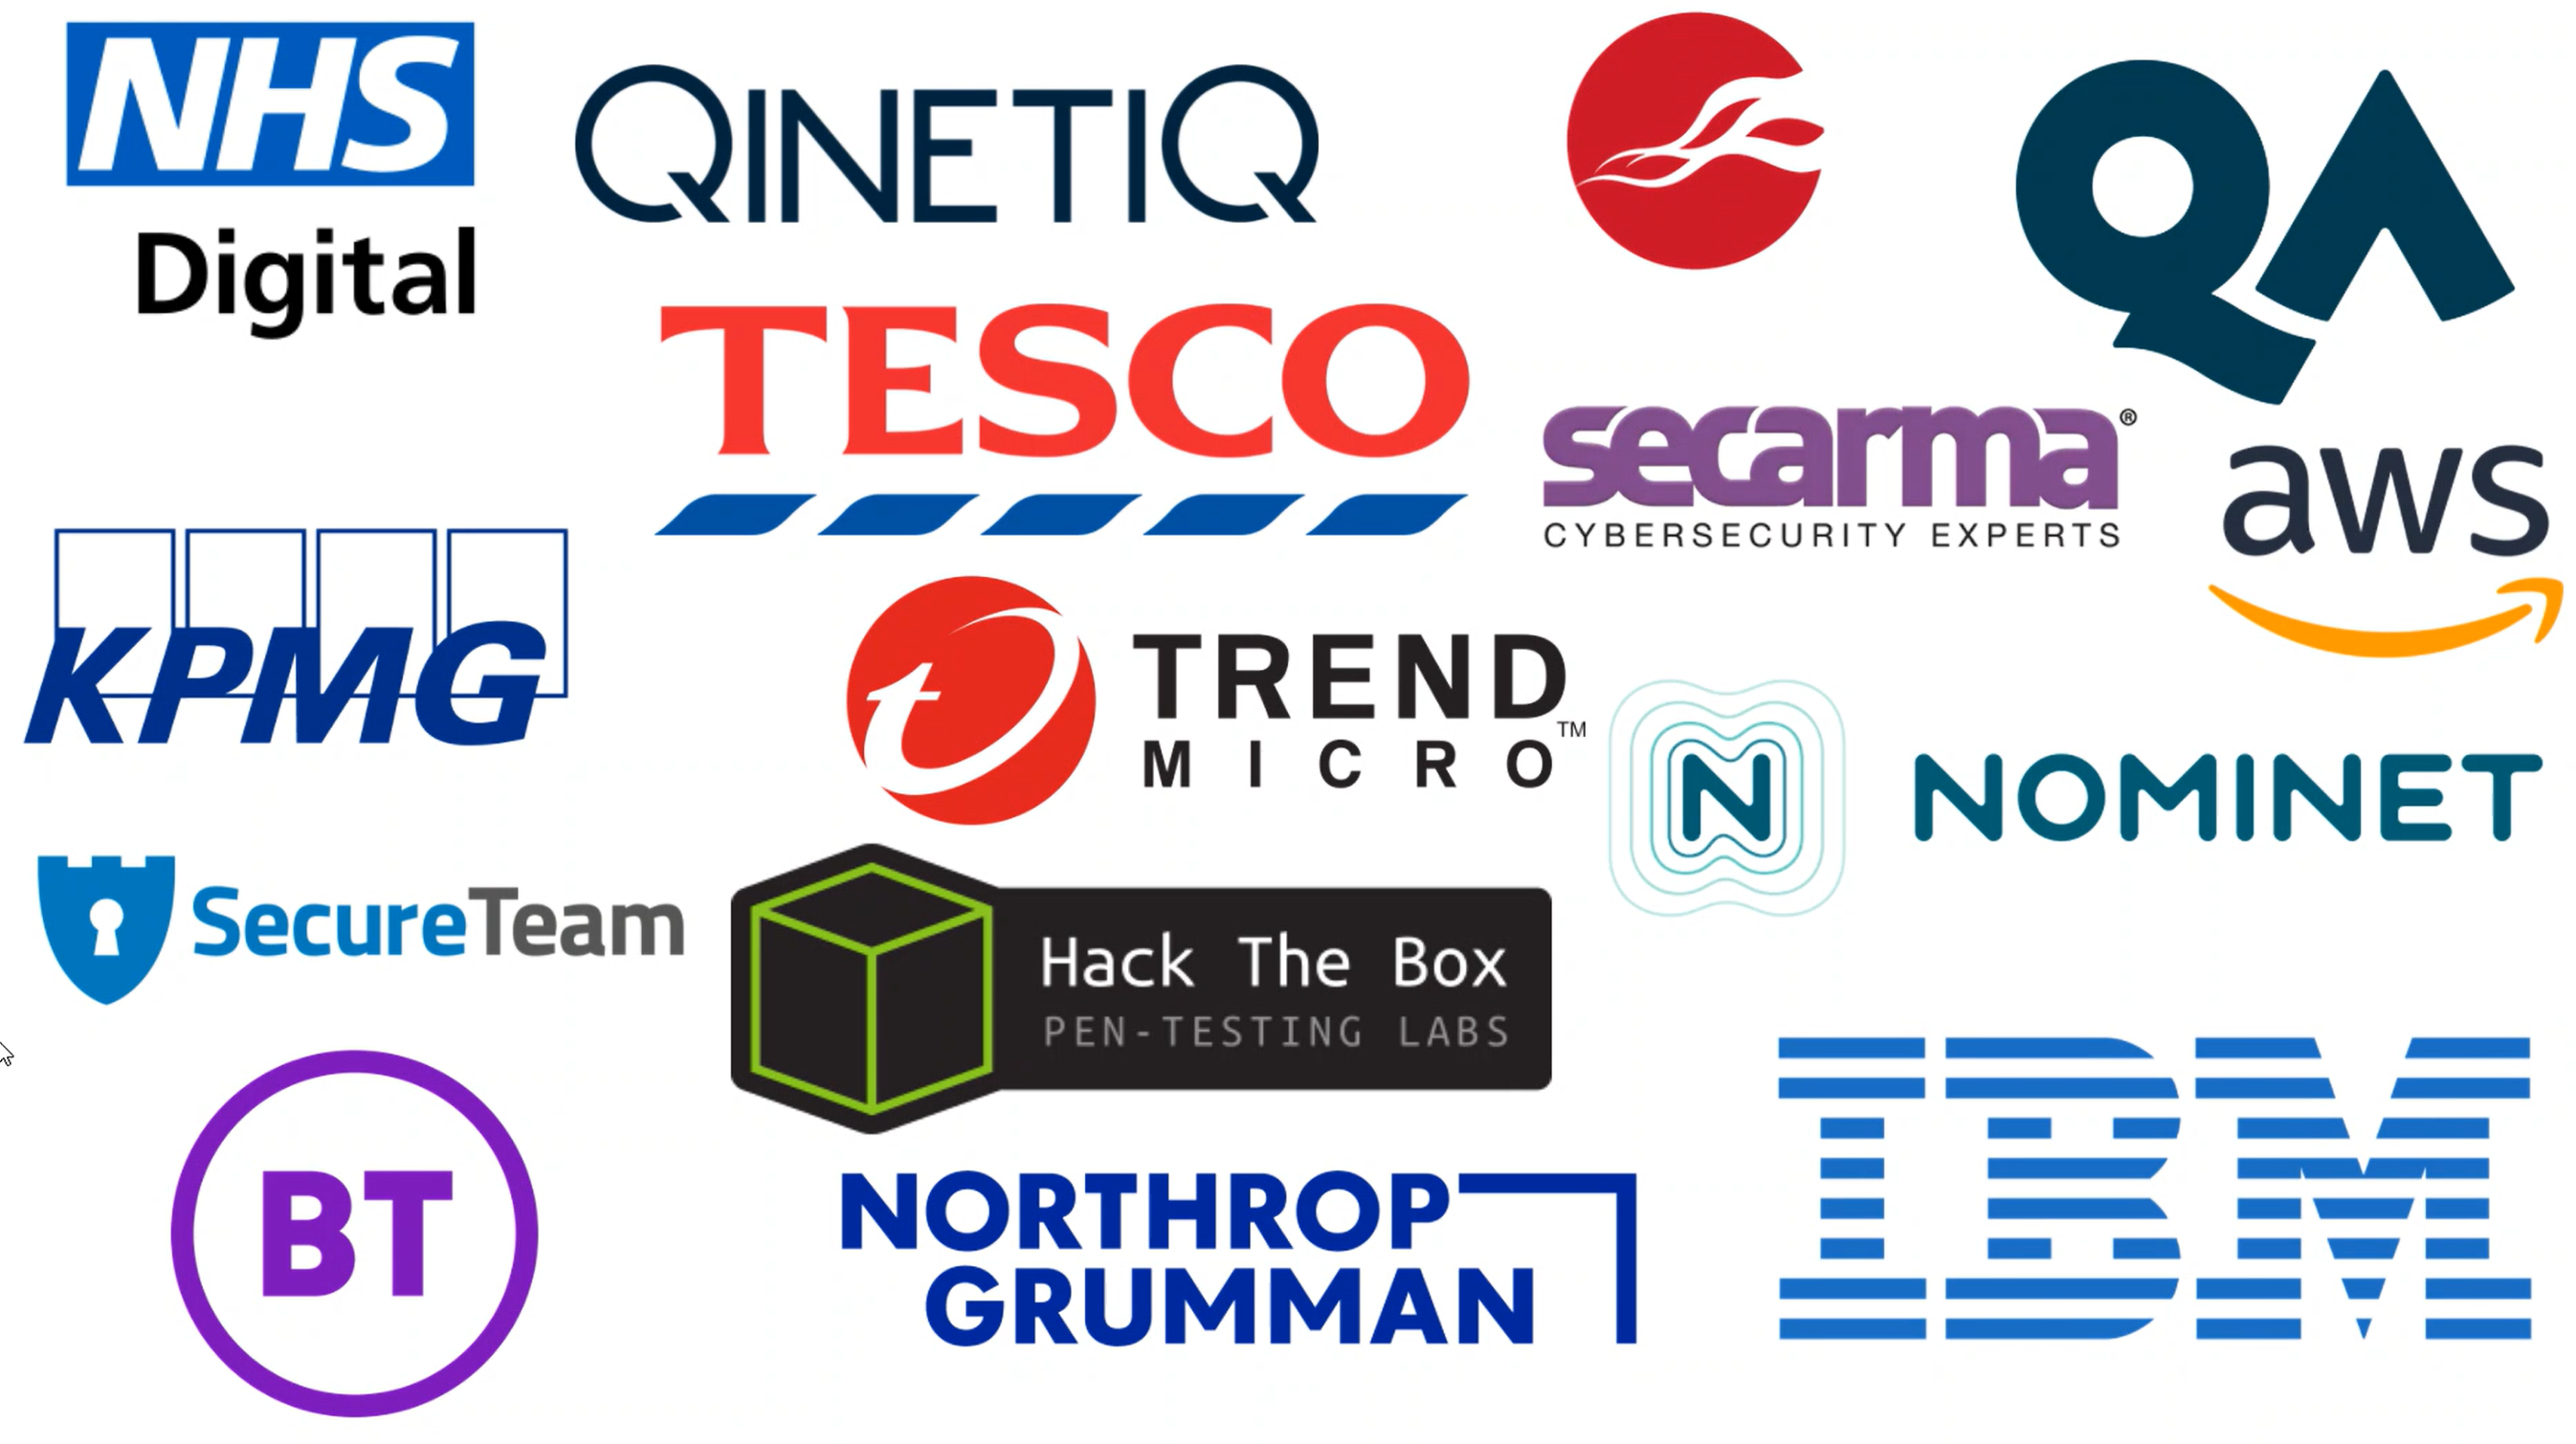 NHS
Digital
QINETIQ
QA
TESCO
secarma®
CYBERSECURITY EXPERTS
aws
KPMG
TREND
MICRO™
N NOMINET
SecureTeam
Hack The Box
PEN-TESTING LABS
BT
NORTHROP
GRUMMAN
IBM